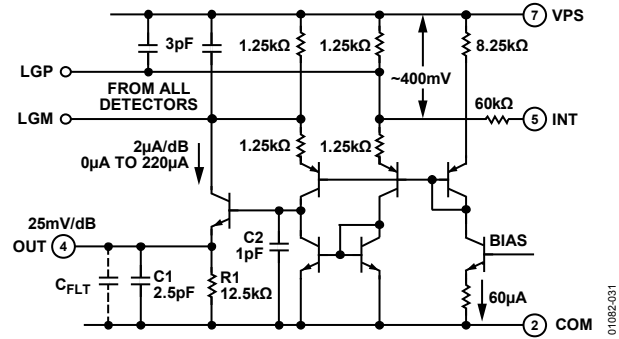 7 VPS
3pF
1.25kΩ
1.25kΩ
8.25kΩ
LGP
FROM ALL
DETECTORS
~400mV
60kΩ
LGM
5 INT
2µA/dB
0µA TO 220µA
1.25kΩ
1.25kΩ
25mV/dB
OUT 4
C2
1pF
BIAS
CFLT
C1
2.5pF
R1
12.5kΩ
60µA
2 COM
01082-031